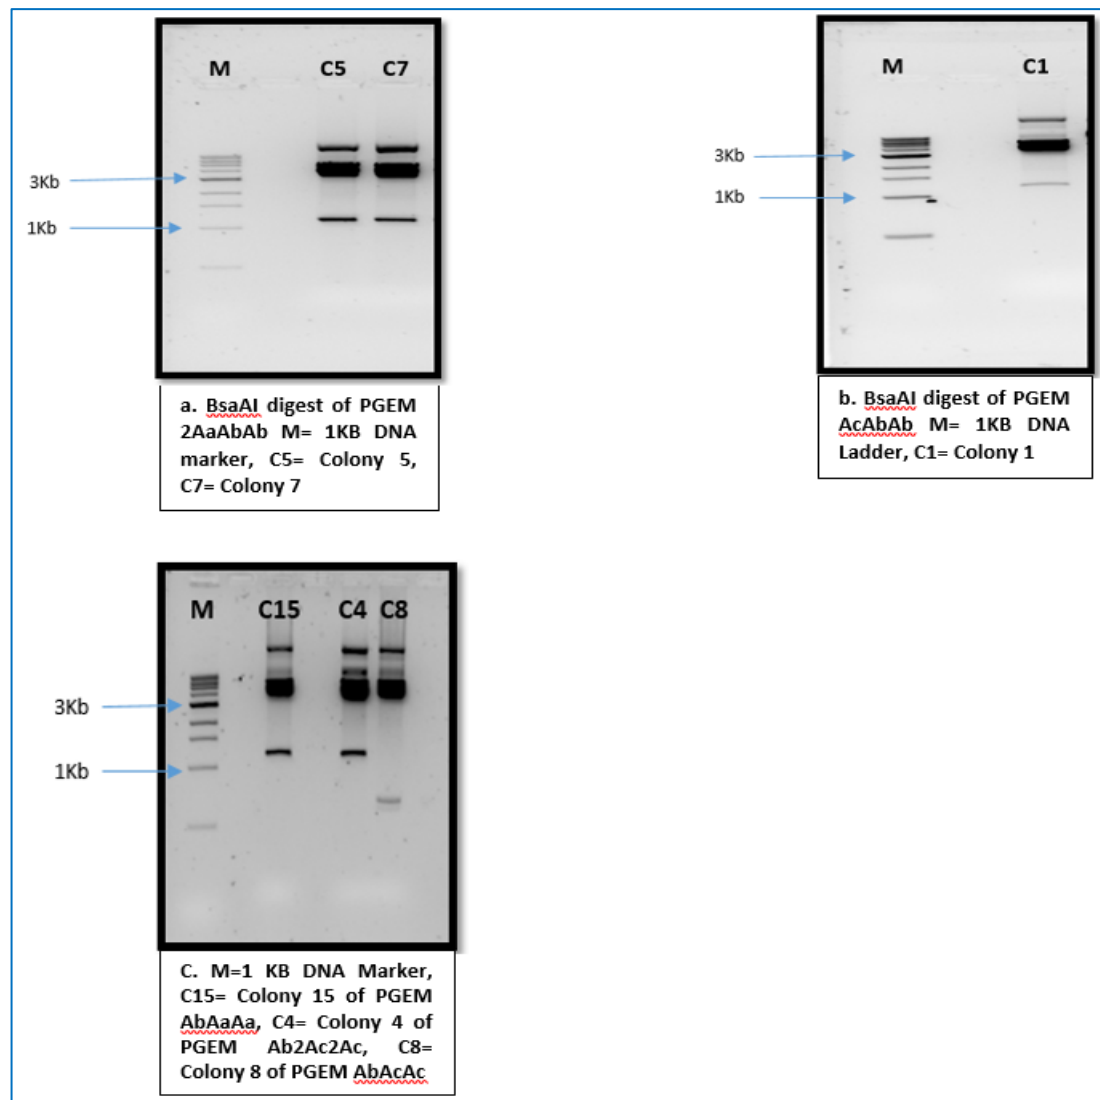 M C5 C7
3Kb
1Kb
a. BsaAI digest of PGEM
2AaAbAb M= 1KB DNA
marker, C5= Colony 5,
C7= Colony 7
M C1
3Kb
1Kb
b. BsaAI digest of PGEM
AcAbAb M= 1KB DNA
Ladder, C1= Colony 1
M C15 C4 C8
3Kb
1Kb
C. M=1 KB DNA Marker,
C15= Colony 15 of PGEM
AbAaAa, C4= Colony 4 of
PGEM Ab2Ac2Ac, C8=
Colony 8 of PGEM AbAcAc